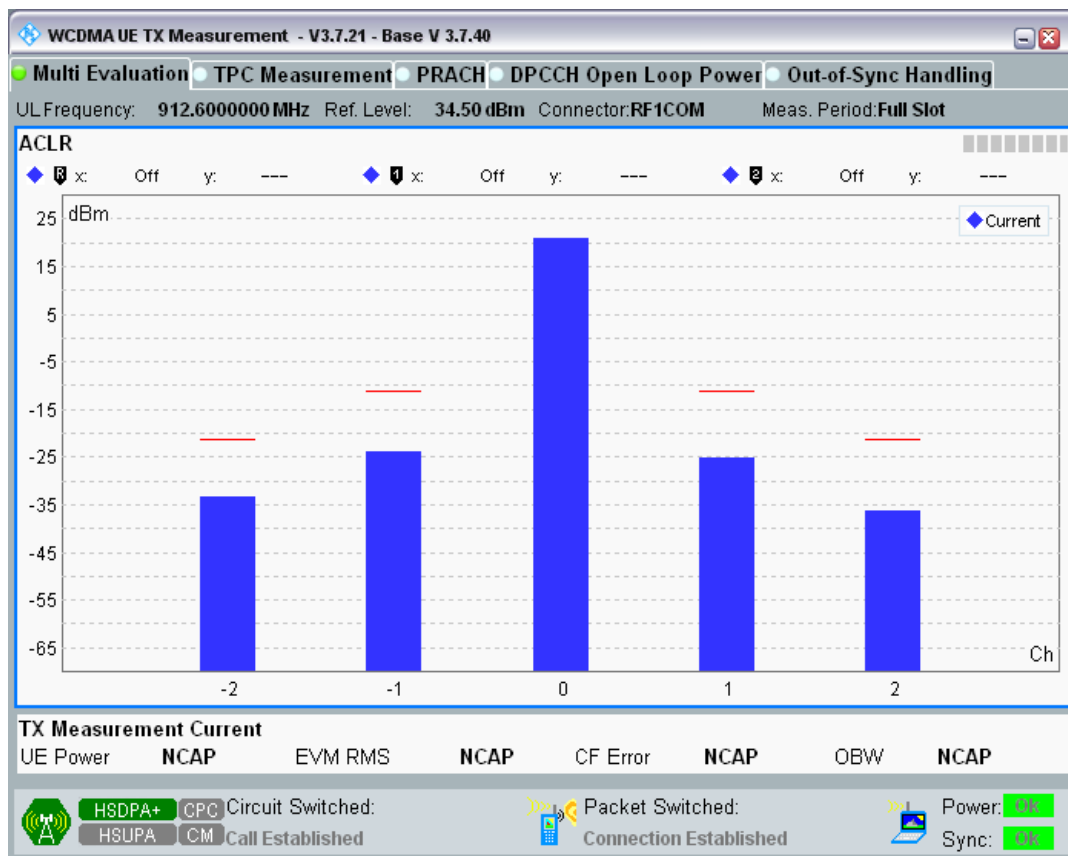 WCDMA UE TX Measurement - V3.7.21 - Base V 3.7.40
Multi Evaluation TPC Measurement PRACH DPCCH Open Loop Power Out-of-Sync Handling
UL Frequency: 912.6000000 MHz Ref. Level: 34.50 dBm Connector:RF1COM Meas. Period:Full Slot
ACLR
R x: Off y: --- 1 x: Off y: --- 2 x: Off y: ---
dBm
Current
25
15
5
-5
-15
-25
-35
-45
-55
-65
Ch
-2 -1 0 1 2
TX Measurement Current
UE Power NCAP EVM RMS NCAP CF Error NCAP OBW NCAP
HSDPA+ CPC Circuit Switched: Packet Switched: Power: OK
HSUPA CM Call Established Connection Established Sync: OK